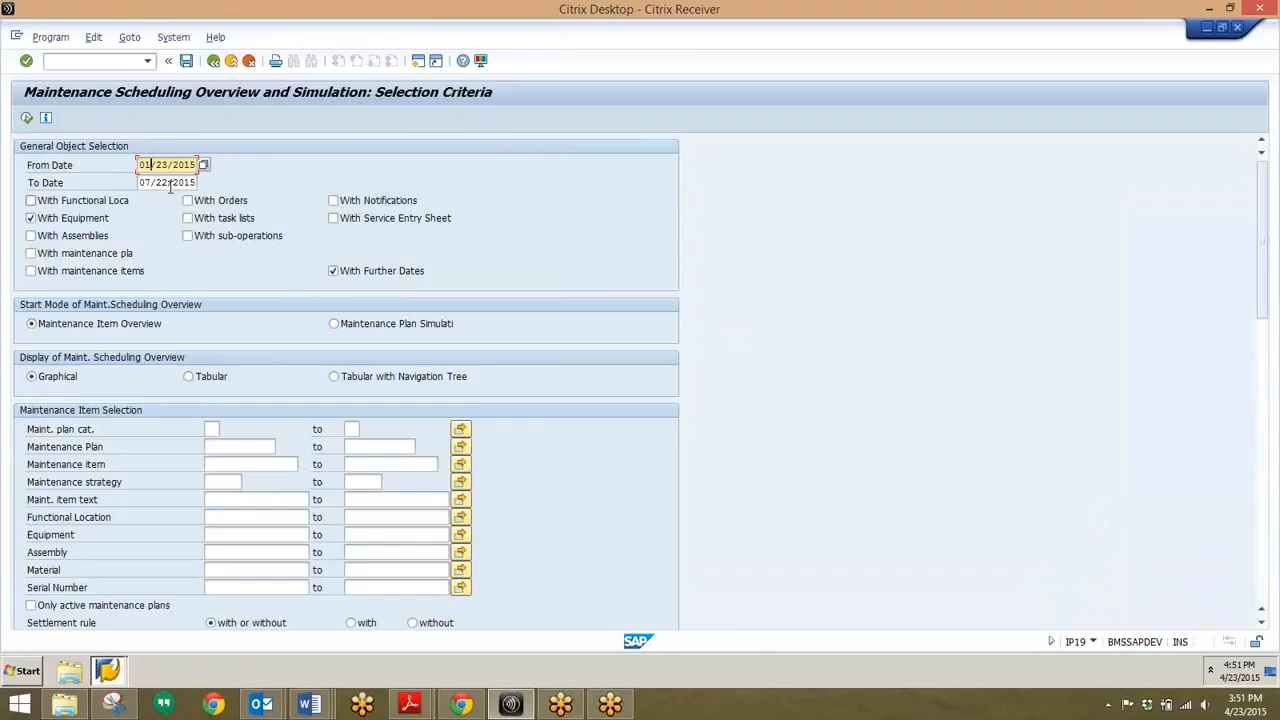 Citrix Desktop - Citrix Receiver
Program Edit Goto System Help
Maintenance Scheduling Overview and Simulation: Selection Criteria
General Object Selection
From Date 01/23/2015
To Date 07/22/2015
With Functional Loca With Orders With Notifications
With Equipment With task lists With Service Entry Sheet
With Assemblies With sub-operations
With maintenance pla
With maintenance items With Further Dates
Start Mode of Maint.Scheduling Overview
Maintenance Item Overview Maintenance Plan Simulati
Display of Maint. Scheduling Overview
Graphical Tabular Tabular with Navigation Tree
Maintenance Item Selection
Maint. plan cat. to
Maintenance Plan to
Maintenance item to
Maintenance strategy to
Maint. item text to
Functional Location to
Equipment to
Assembly to
Material to
Serial Number to
Only active maintenance plans
Settlement rule with or without with without
SAP IP19 BMSSAPDEV INS
Start 4:51 PM
4/23/2015
3:51 PM
4/23/2015